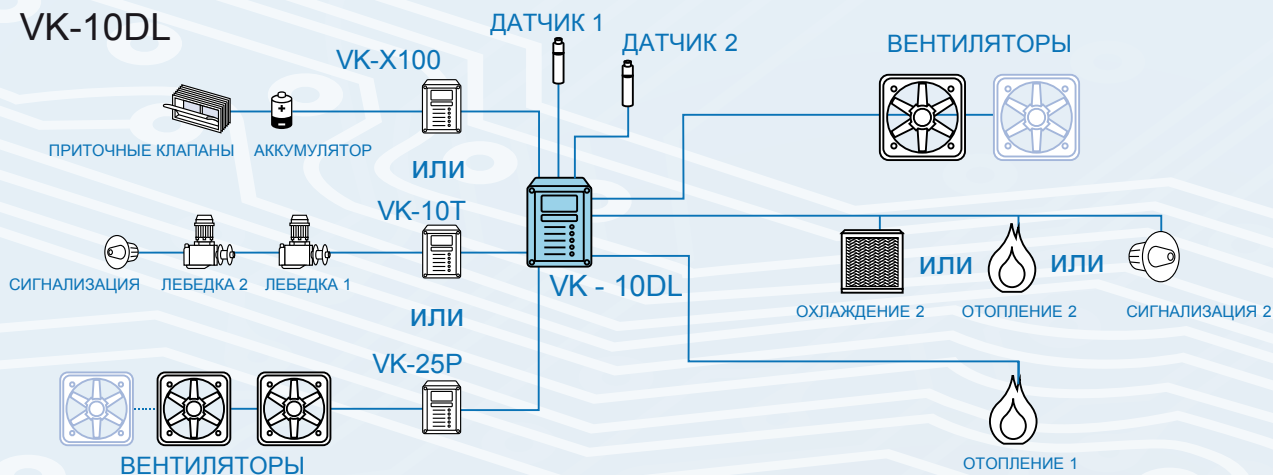 VK-10DL
ДАТЧИК 1
ДАТЧИК 2
ВЕНТИЛЯТОРЫ
VK-X100
ПРИТОЧНЫЕ КЛАПАНЫ
АККУМУЛЯТОР
или
VK-10T
СИГНАЛИЗАЦИЯ
ЛЕБЕДКА 2
ЛЕБЕДКА 1
VK - 10DL
или
или
ОХЛАЖДЕНИЕ 2
ОТОПЛЕНИЕ 2
СИГНАЛИЗАЦИЯ 2
или
VK-25P
ВЕНТИЛЯТОРЫ
ОТОПЛЕНИЕ 1